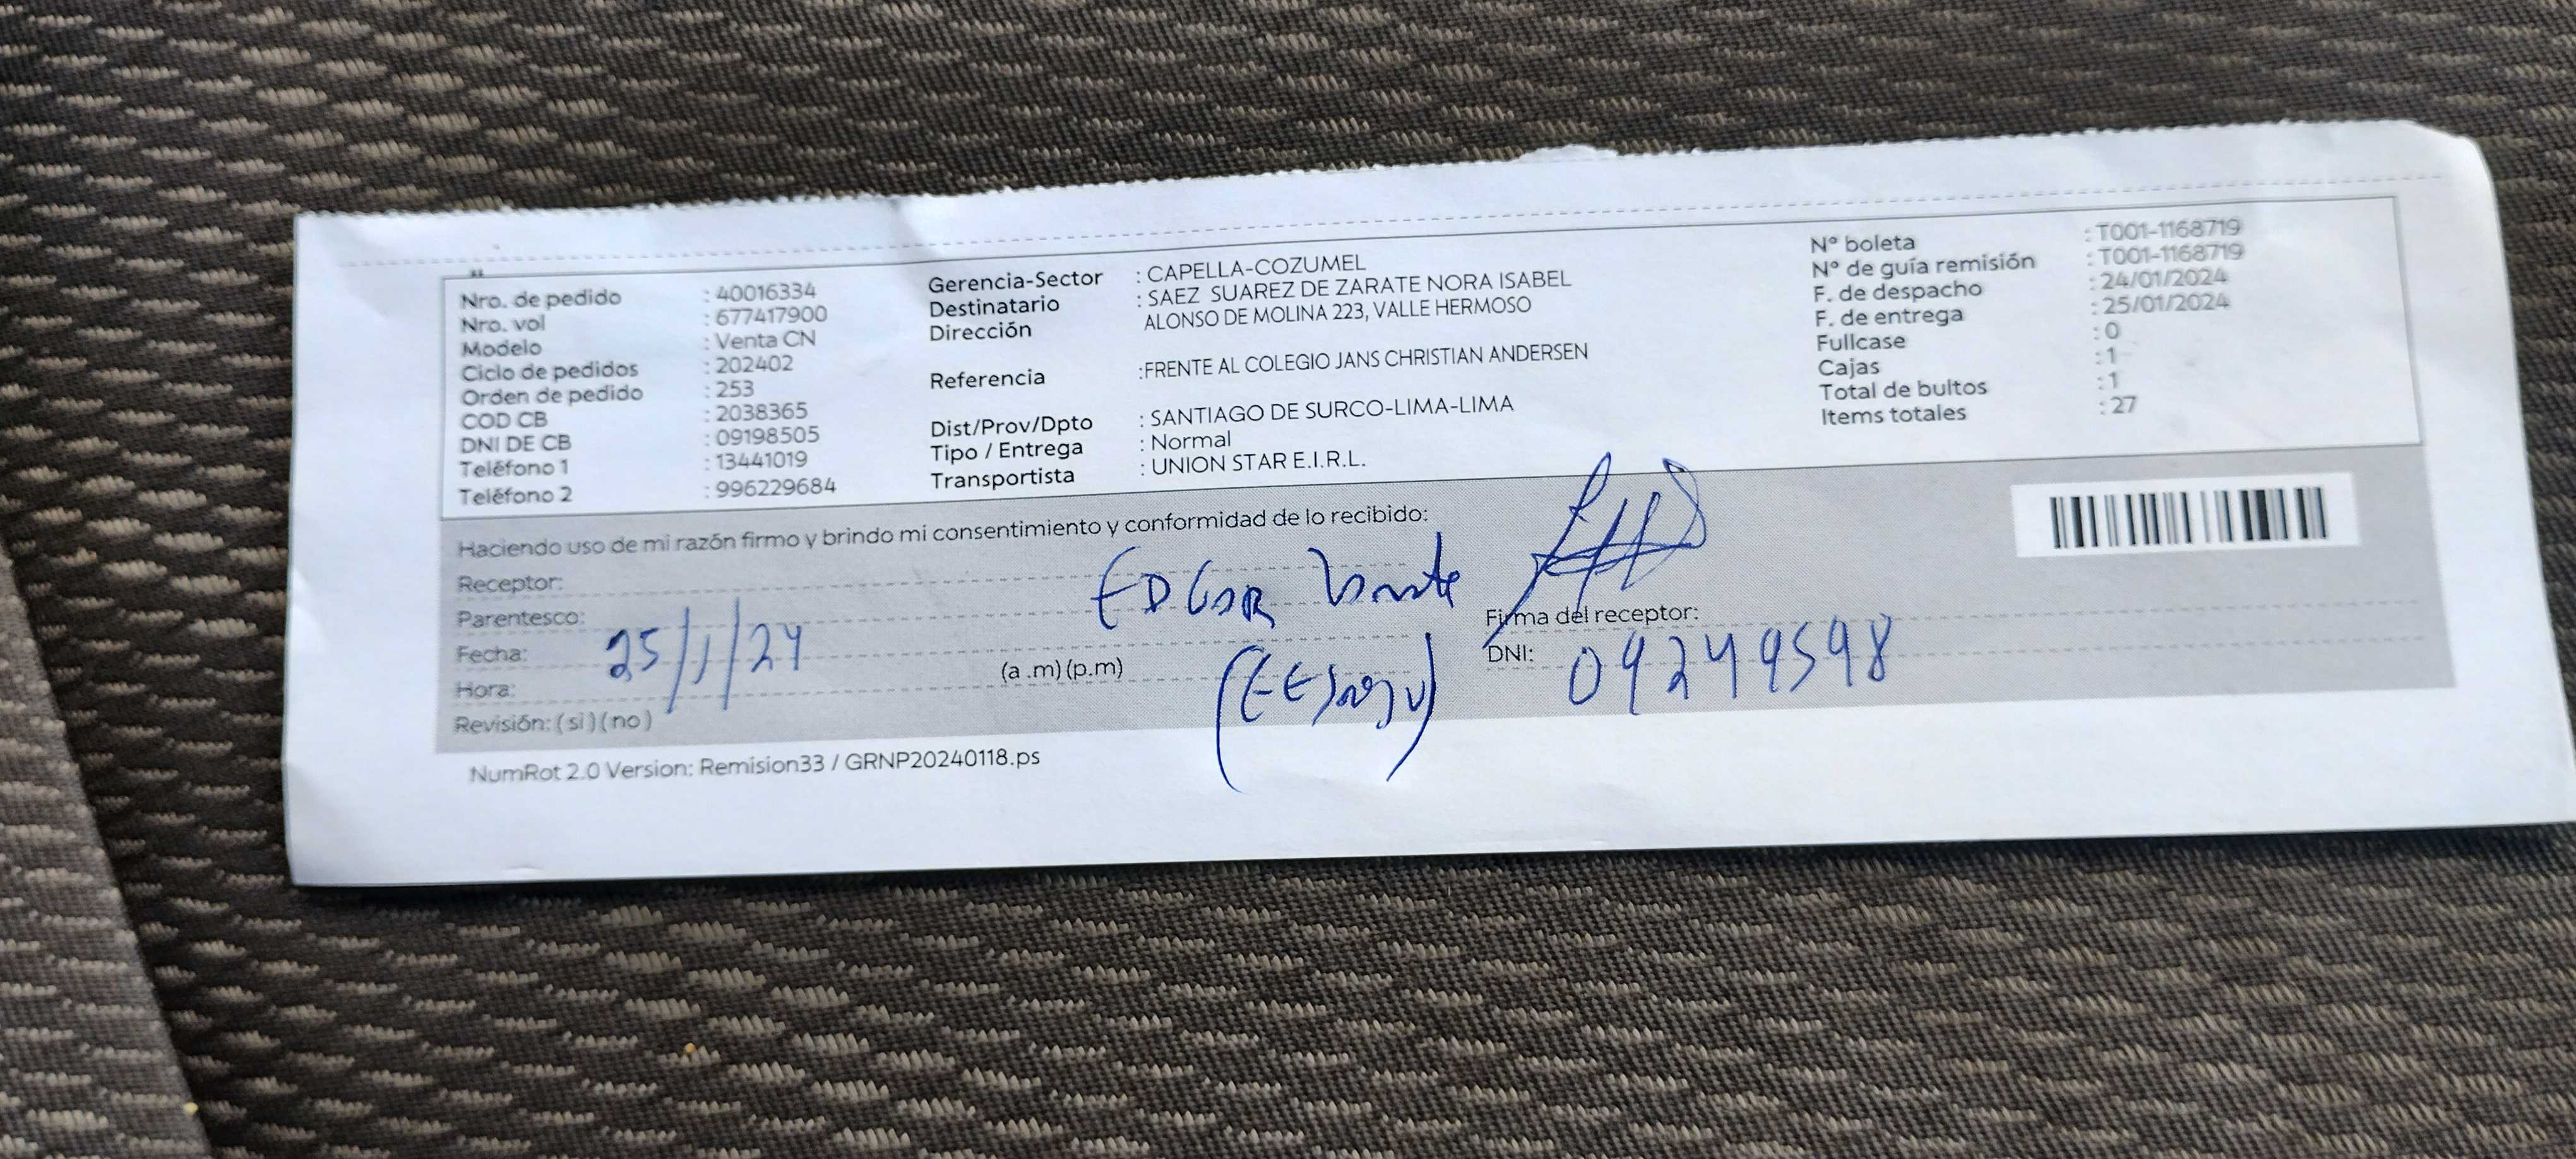 Nro. de pedido : 40016334
Nro. vol : 677417900
Modelo : Venta CN
Ciclo de pedidos : 202402
Orden de pedido : 253
COD CB : 2038365
DNI DE CB : 09198505
Teléfono 1 : 13441019
Teléfono 2 : 996229684
Gerencia-Sector : CAPELLA-COZUMEL
Destinatario : SAEZ SUAREZ DE ZARATE NORA ISABEL
Dirección ALONSO DE MOLINA 223, VALLE HERMOSO
Referencia :FRENTE AL COLEGIO JANS CHRISTIAN ANDERSEN
Dist/Prov/Dpto : SANTIAGO DE SURCO-LIMA-LIMA
Tipo / Entrega : Normal
Transportista : UNION STAR E.I.R.L.
Nº boleta : T001-1168719
Nº de guía remisión : T001-1168719
F. de despacho : 24/01/2024
F. de entrega : 25/01/2024
Fullcase : 0
Cajas : 1
Total de bultos : 1
Items totales : 27
Haciendo uso de mi razón firmo y brindo mi consentimiento y conformidad de lo recibido:
Receptor: EDGAR
Parentesco:
Fecha: 25/1/24
Hora: (a .m) (p.m)
Revisión: ( si ) ( no )
Firma del receptor:
DNI: 09249598
NumRot 2.0 Version: Remision33 / GRNP20240118.ps